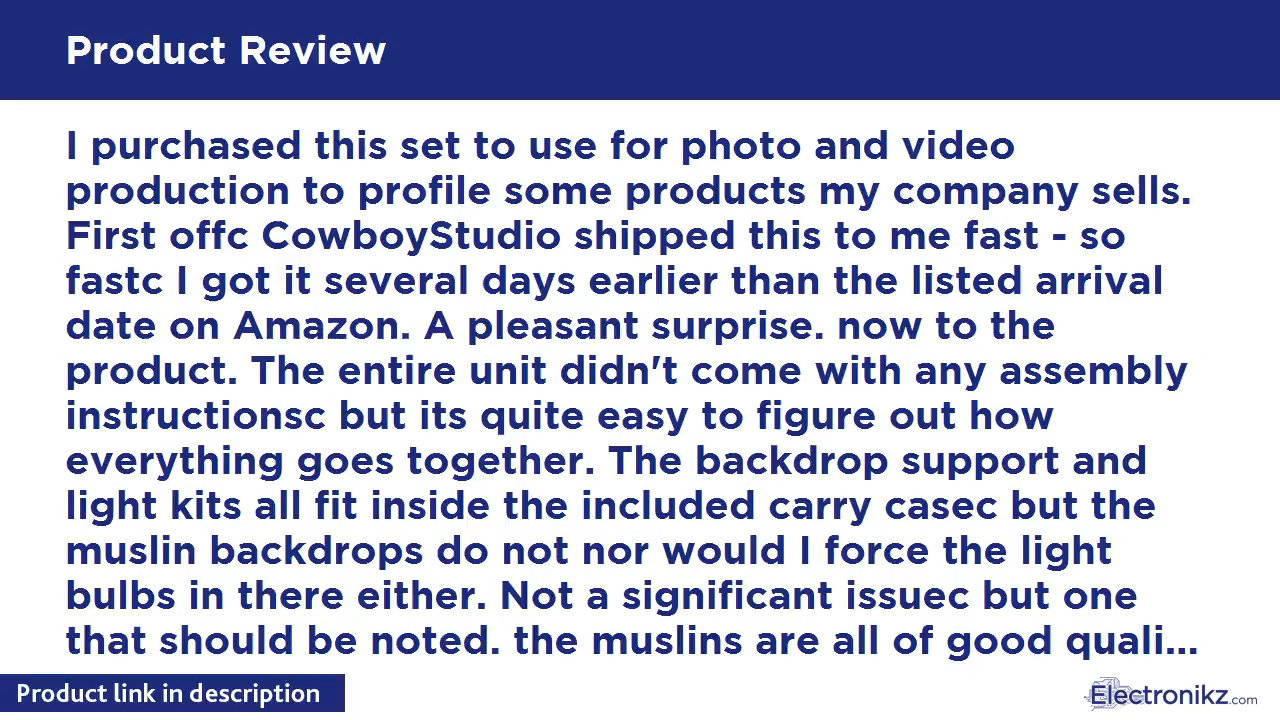 Product Review
I purchased this set to use for photo and video
production to profile some products my company sells.
First offc CowboyStudio shipped this to me fast - so
fastc I got it several days earlier than the listed arrival
date on Amazon. A pleasant surprise. now to the
product. The entire unit didn't come with any assembly
instructionsc but its quite easy to figure out how
everything goes together. The backdrop support and
light kits all fit inside the included carry casec but the
muslin backdrops do not nor would I force the light
bulbs in there either. Not a significant issuec but one
that should be noted. the muslins are all of good quali...
Product link in description
Electronikz.com